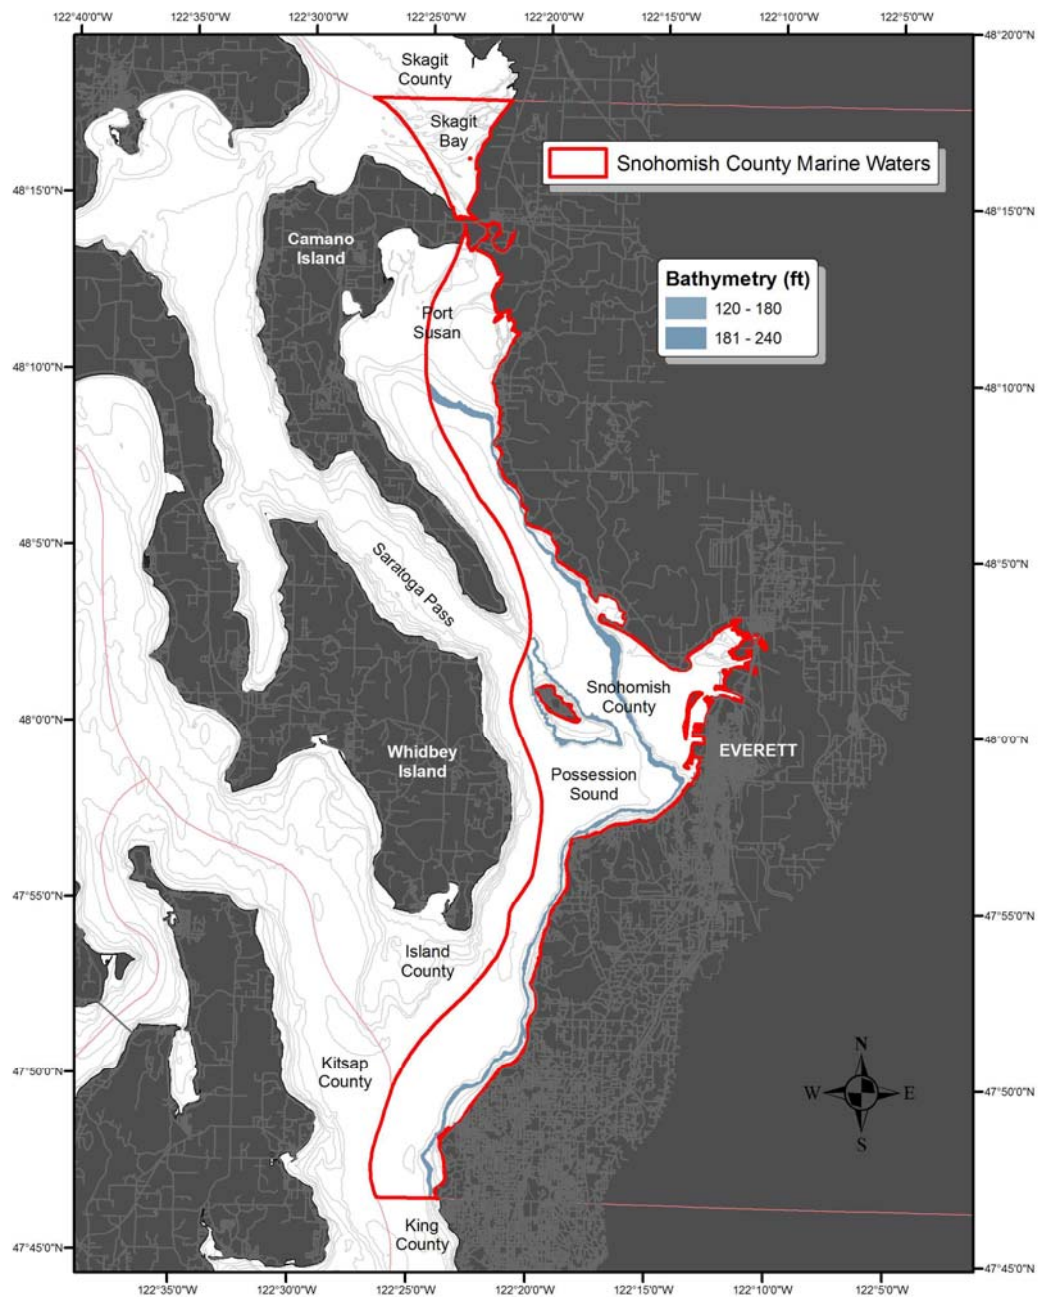 122°40'0"W
122°35'0"W
122°30'0"W
122°25'0"W
122°20'0"W
122°15'0"W
122°10'0"W
122°5'0"W
48°20'0"N
Skagit
County
Skagit
Bay
Snohomish County Marine Waters
48°15'0"N
48°15'0"N
Camano
Island
Bathymetry (ft)
120 - 180
181 - 240
Port
Susan
48°10'0"N
48°10'0"N
48°5'0"N
48°5'0"N
Saratoga Pass
Snohomish
County
48°0'0"N
48°0'0"N
EVERETT
Whidbey
Island
Possession
Sound
47°55'0"N
47°55'0"N
Island
County
Kitsap
County
47°50'0"N
47°50'0"N
N
W
E
S
King
County
47°45'0"N
47°45'0"N
122°35'0"W
122°30'0"W
122°25'0"W
122°20'0"W
122°15'0"W
122°10'0"W
122°5'0"W